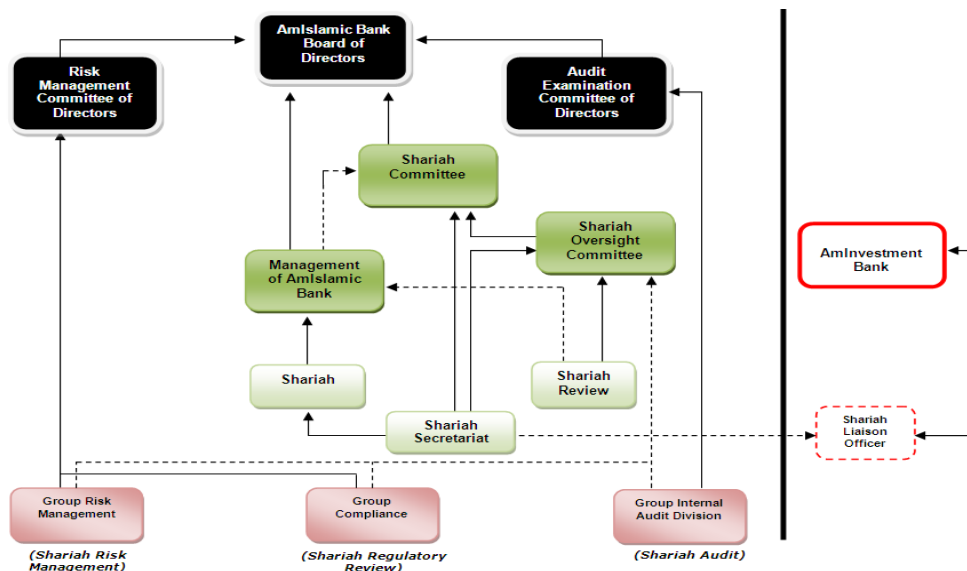 AmIslamic Bank
Board of
Directors
Risk
Management
Committee of
Directors
Audit
Examination
Committee of
Directors
Shariah
Committee
Shariah
Oversight
Committee
Management
of AmIslamic
Bank
AmInvestment
Bank
Shariah
Shariah
Review
Shariah
Secretariat
Shariah
Liaison
Officer
Group Risk
Management
Group
Compliance
Group Internal
Audit Division
(Shariah Risk
Management)
(Shariah Regulatory
Review)
(Shariah Audit)